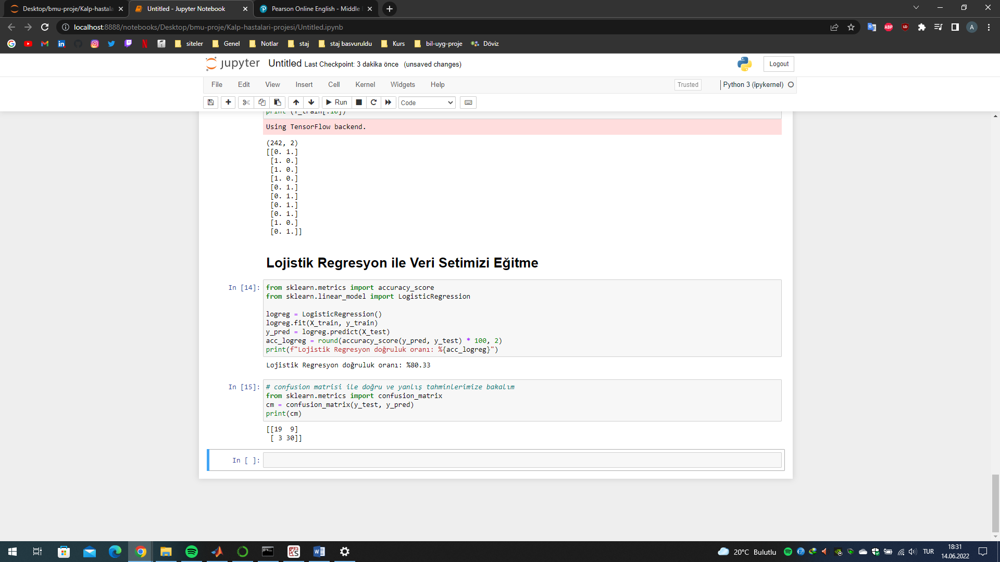 Desktop/bmu-proje/Kalp-hastala
Untitled - Jupyter Notebook
Pearson Online English - Middle
localhost:8888/notebooks/Desktop/bmu-proje/Kalp-hastalari-projesi/Untitled.ipynb
siteler
Genel
Notlar
staj
staj basvuruldu
Kurs
bil-uyg-proje
Döviz
jupyter
Untitled Last Checkpoint: 3 dakika önce (unsaved changes)
Logout
File Edit View Insert Cell Kernel Widgets Help
Trusted
Python 3 (ipykernel)
Run
Code
Using TensorFlow backend.
(242, 2)
[[0. 1.]
[1. 0.]
[1. 0.]
[1. 0.]
[0. 1.]
[0. 1.]
[0. 1.]
[0. 1.]
[1. 0.]
[0. 1.]]
Lojistik Regresyon ile Veri Setimizi Eğitme
In [14]:
from sklearn.metrics import accuracy_score
from sklearn.linear_model import LogisticRegression
logreg = LogisticRegression()
logreg.fit(X_train, y_train)
y_pred = logreg.predict(X_test)
acc_logreg = round(accuracy_score(y_pred, y_test) * 100, 2)
print(f"Lojistik Regresyon doğruluk oranı: %{acc_logreg}")
Lojistik Regresyon doğruluk oranı: %80.33
In [15]:
# confusion matrisi ile doğru ve yanlış tahminlerimize bakalım
from sklearn.metrics import confusion_matrix
cm = confusion_matrix(y_test, y_pred)
print(cm)
[[19  9]
[ 3 30]]
In [ ]:
20°C Bulutlu
TUR
18:31
14.06.2022